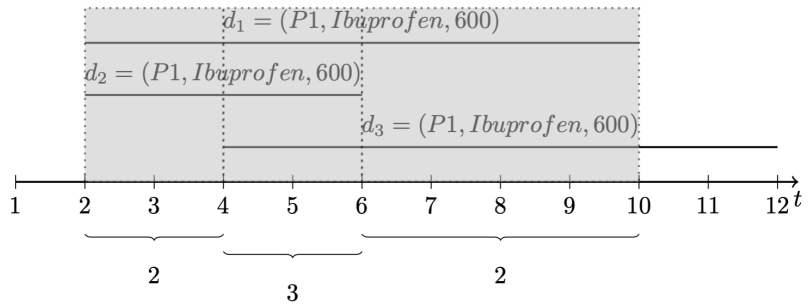 d₁ = (P1, Ibuprofen, 600)
d₂ = (P1, Ibuprofen, 600)
d₃ = (P1, Ibuprofen, 600)
1 2 3 4 5 6 7 8 9 10 11 12 t
2 3 2